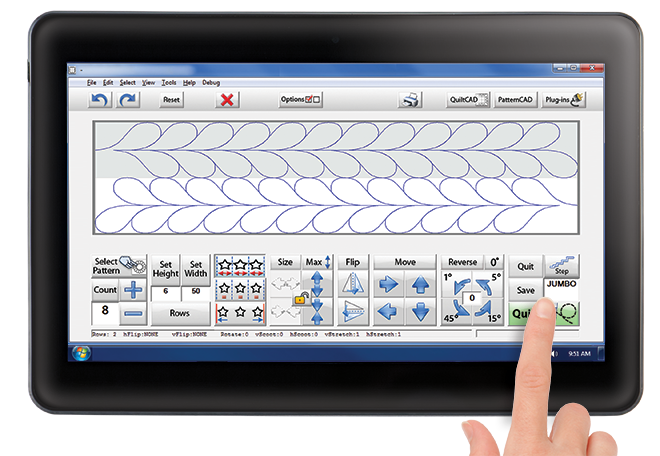 File Edit Select View Tools Help Debug
Reset
Options
QuiltCAD
PatternCAD
Plug-ins
Select
Pattern
Set
Height
Set
Width
Size
Max
Flip
Move
Reverse
0°
Quit
Step
Count
6
50
1°
5°
0
Save
JUMBO
8
Rows
45°
15°
Qui
Rows: 2 hFlip:NONE vFlip:NONE Rotate:0 vScoot:0 hScoot:0 vStretch:1 hStretch:1
9:51 AM